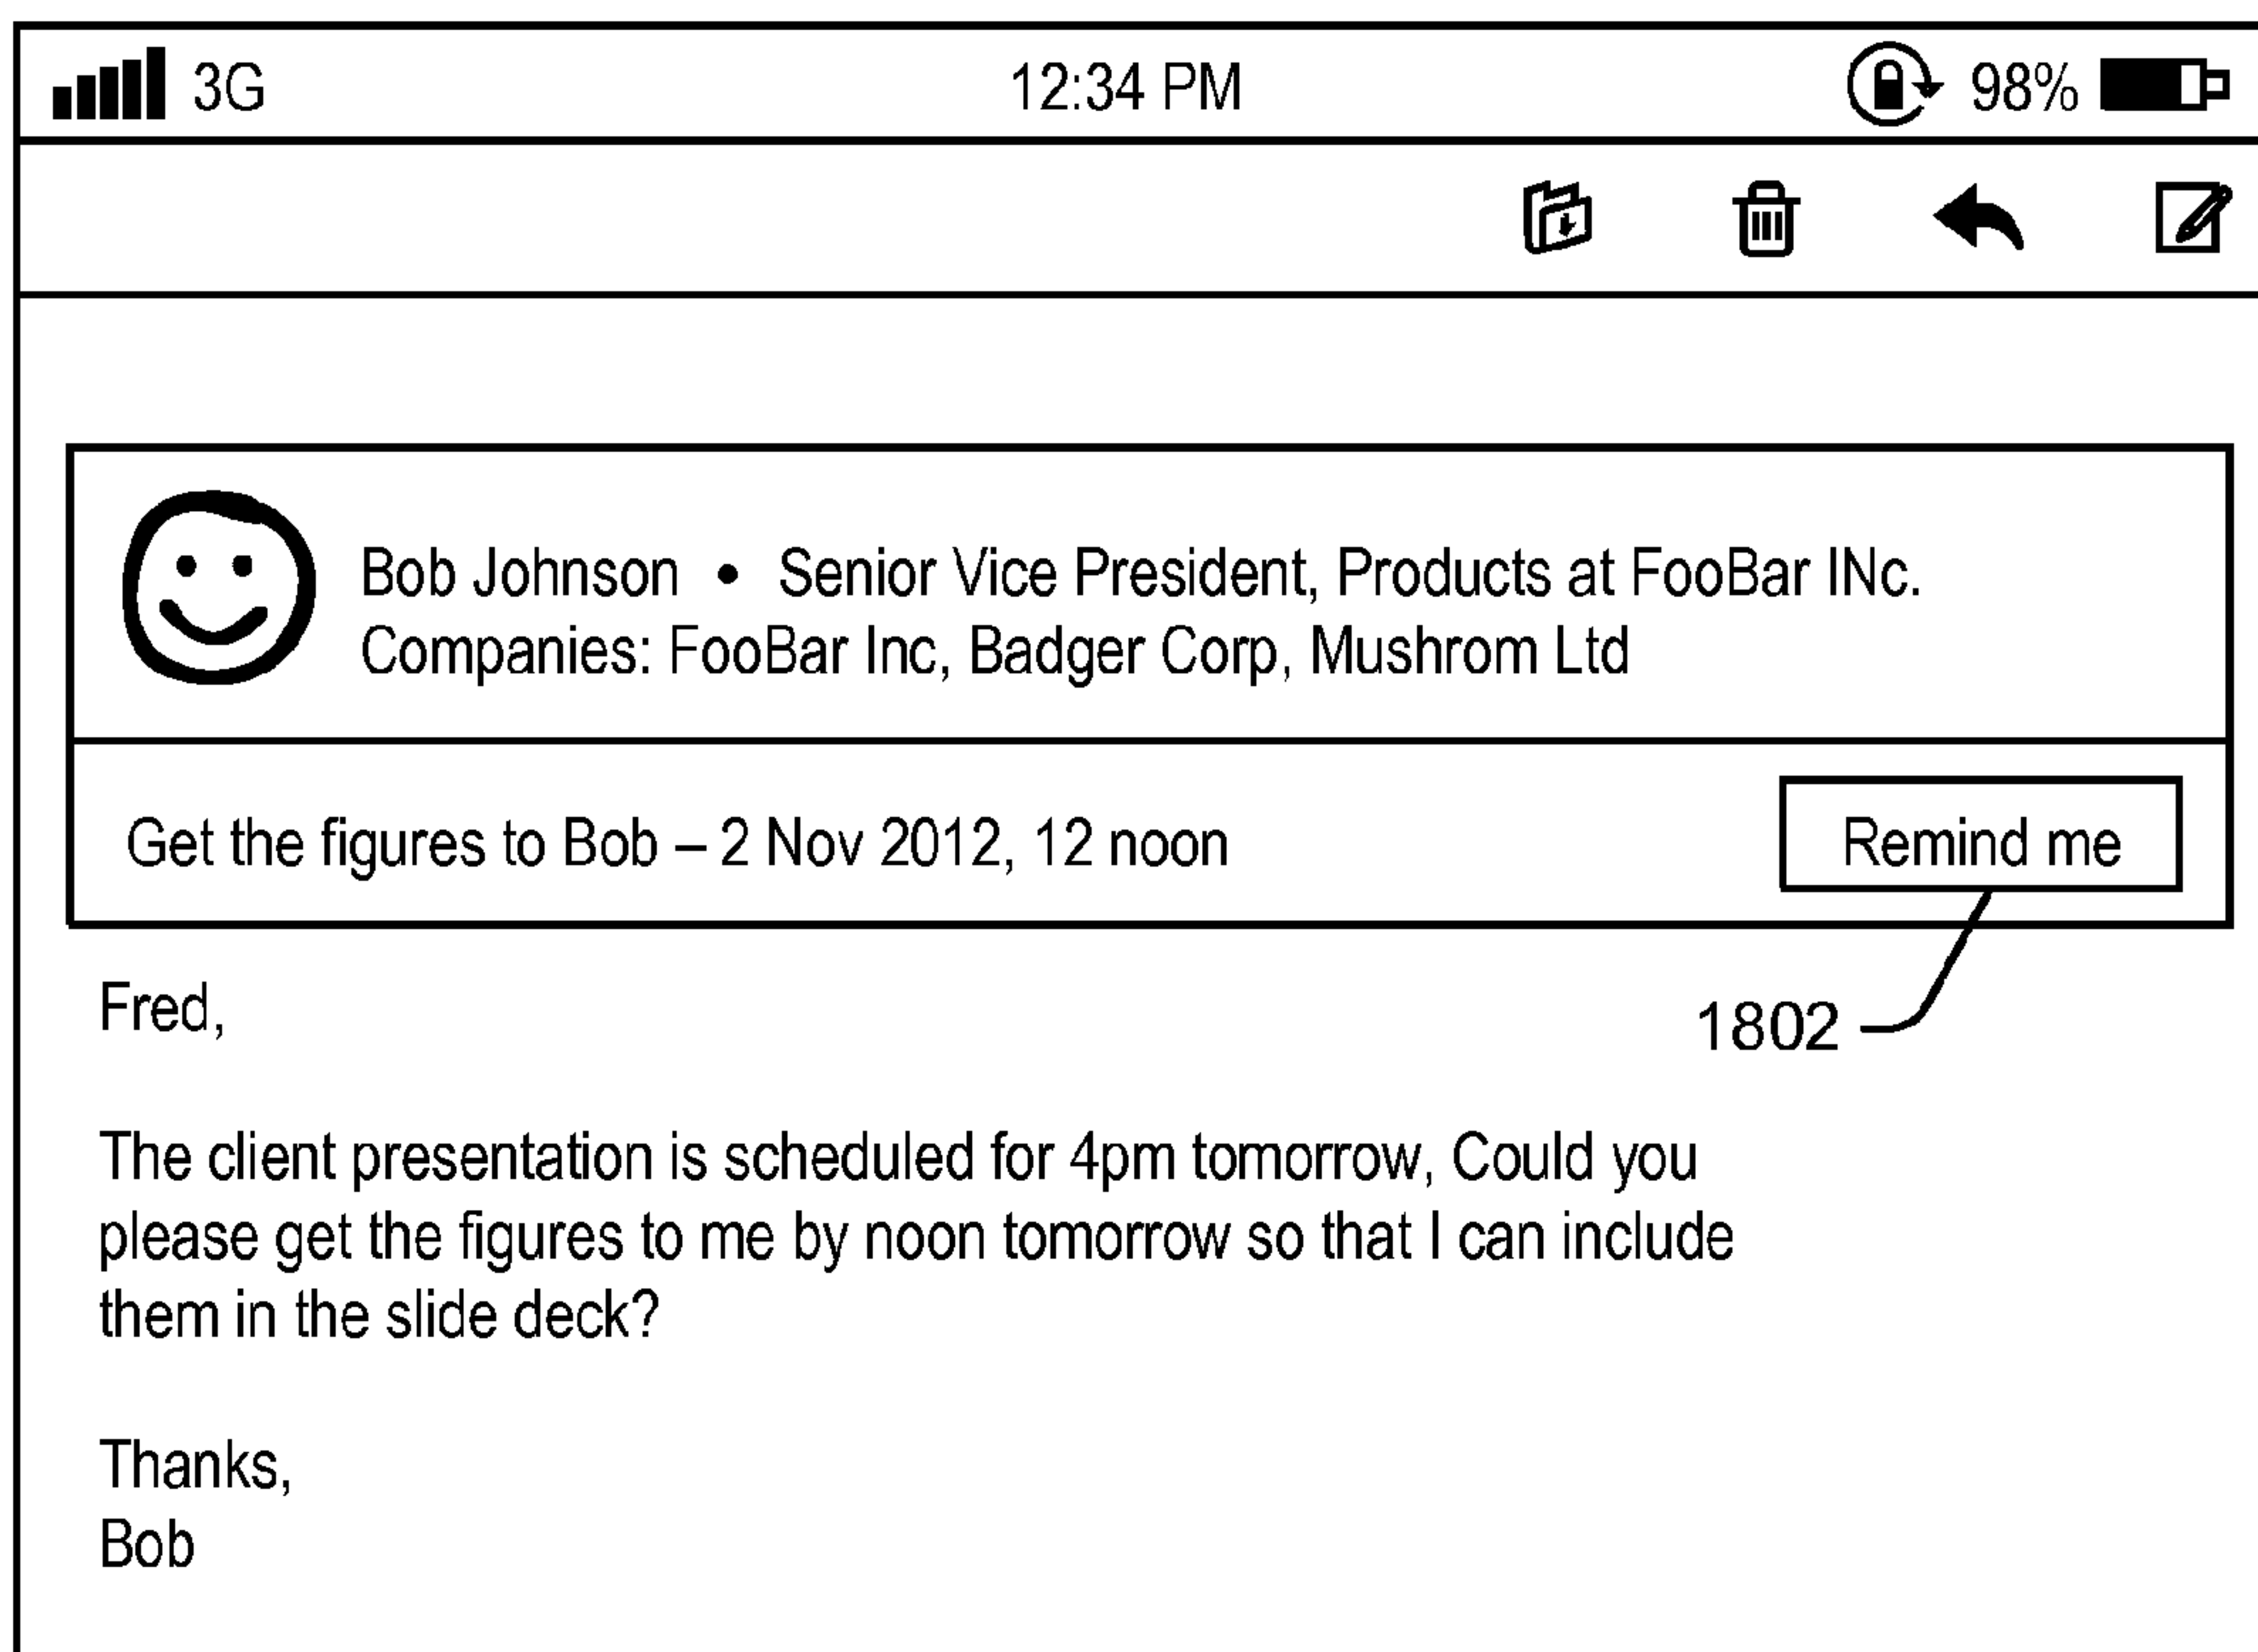 3G 12:34 PM 98%
Bob Johnson • Senior Vice President, Products at FooBar INc.
Companies: FooBar Inc, Badger Corp, Mushrom Ltd
Get the figures to Bob – 2 Nov 2012, 12 noon Remind me
Fred,
1802
The client presentation is scheduled for 4pm tomorrow, Could you
please get the figures to me by noon tomorrow so that I can include
them in the slide deck?
Thanks,
Bob